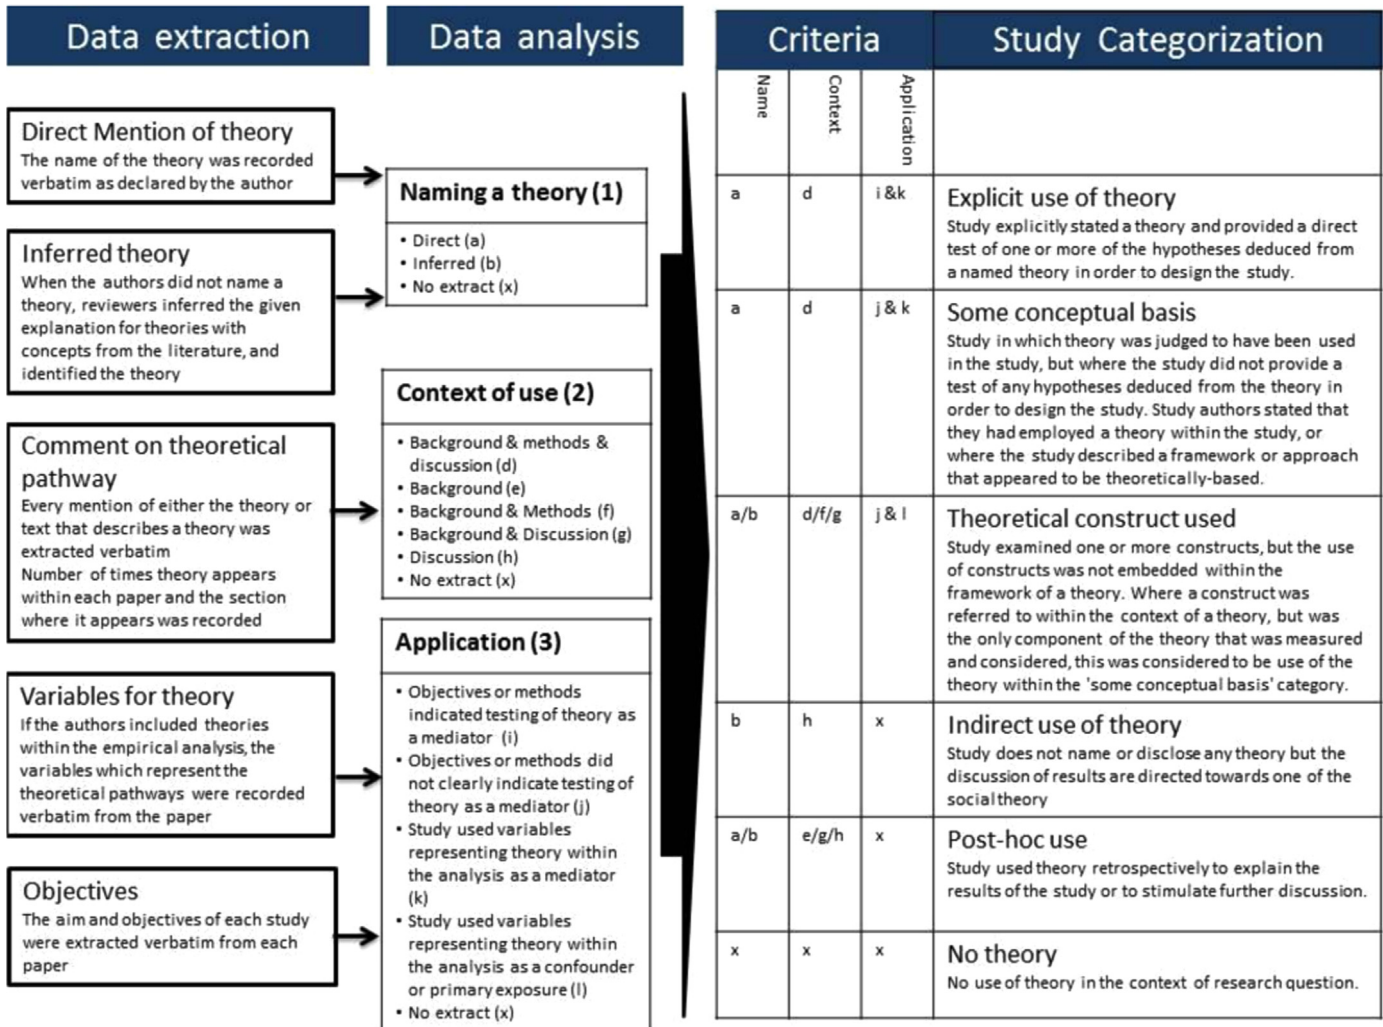 Data extraction
Direct Mention of theory
The name of the theory was recorded
verbatim as declared by the author
Inferred theory
When the authors did not name a
theory, reviewers inferred the given
explanation for theories with
concepts from the literature, and
identified the theory
Comment on theoretical
pathway
Every mention of either the theory or
text that describes a theory was
extracted verbatim
Number of times theory appears
within each paper and the section
where it appears was recorded
Variables for theory
If the authors included theories
within the empirical analysis, the
variables which represent the
theoretical pathways were recorded
verbatim from the paper
Objectives
The aim and objectives of each study
were extracted verbatim from each
paper
Data analysis
Naming a theory (1)
• Direct (a)
• Inferred (b)
• No extract (x)
Context of use (2)
• Background & methods &
discussion (d)
• Background (e)
• Background & Methods (f)
• Background & Discussion (g)
• Discussion (h)
• No extract (x)
Application (3)
• Objectives or methods
indicated testing of theory as
a mediator (i)
• Objectives or methods did
not clearly indicate testing of
theory as a mediator (j)
• Study used variables
representing theory within
the analysis as a mediator
(k)
• Study used variables
representing theory within
the analysis as a confounder
or primary exposure (l)
• No extract (x)
Criteria Study Categorization
Name Context Application
a d i &k Explicit use of theory
Study explicitly stated a theory and provided a direct
test of one or more of the hypotheses deduced from
a named theory in order to design the study.
a d j & k Some conceptual basis
Study in which theory was judged to have been used
in the study, but where the study did not provide a
test of any hypotheses deduced from the theory in
order to design the study. Study authors stated that
they had employed a theory within the study, or
where the study described a framework or approach
that appeared to be theoretically-based.
a/b d/f/g j & l Theoretical construct used
Study examined one or more constructs, but the use
of constructs was not embedded within the
framework of a theory. Where a construct was
referred to within the context of a theory, but was
the only component of the theory that was measured
and considered, this was considered to be use of the
theory within the 'some conceptual basis' category.
b h x Indirect use of theory
Study does not name or disclose any theory but the
discussion of results are directed towards one of the
social theory
a/b e/g/h x Post-hoc use
Study used theory retrospectively to explain the
results of the study or to stimulate further discussion.
x x x No theory
No use of theory in the context of research question.